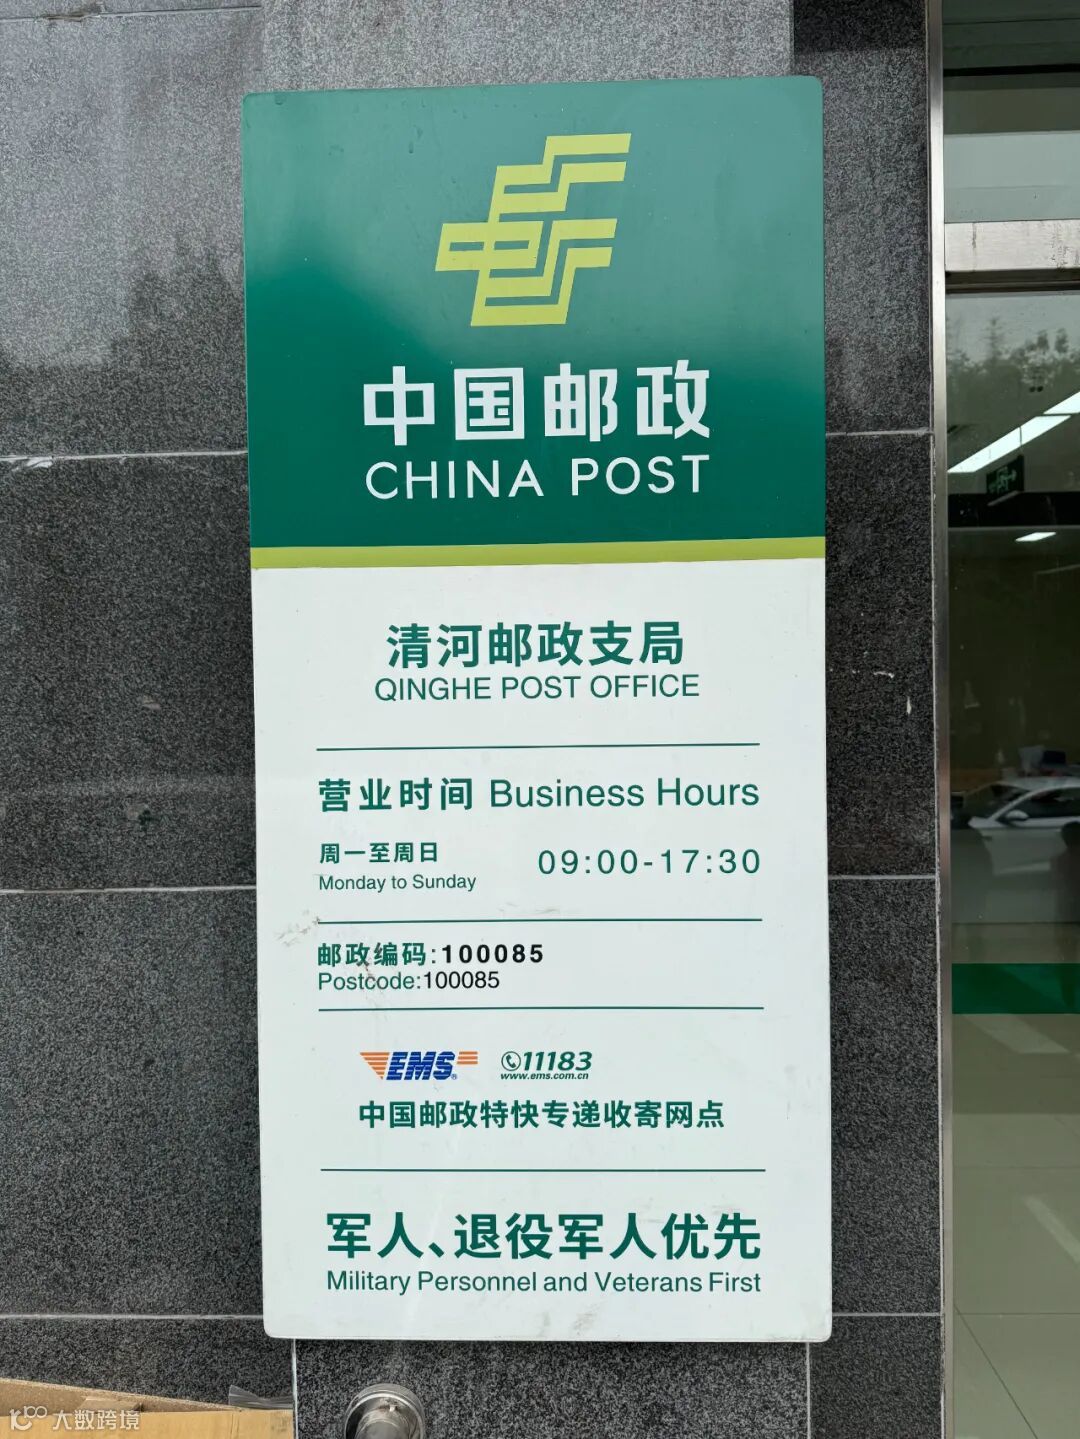 中国邮政
CHINA POST
清河邮政支局
QINGHE POST OFFICE
营业时间 Business Hours
周一至周日 09:00-17:30
Monday to Sunday
邮政编码:100085
Postcode:100085
EMS® 11183
www.ems.com.cn
中国邮政特快专递收寄网点
军人、退役军人优先
Military Personnel and Veterans First
大数跨境